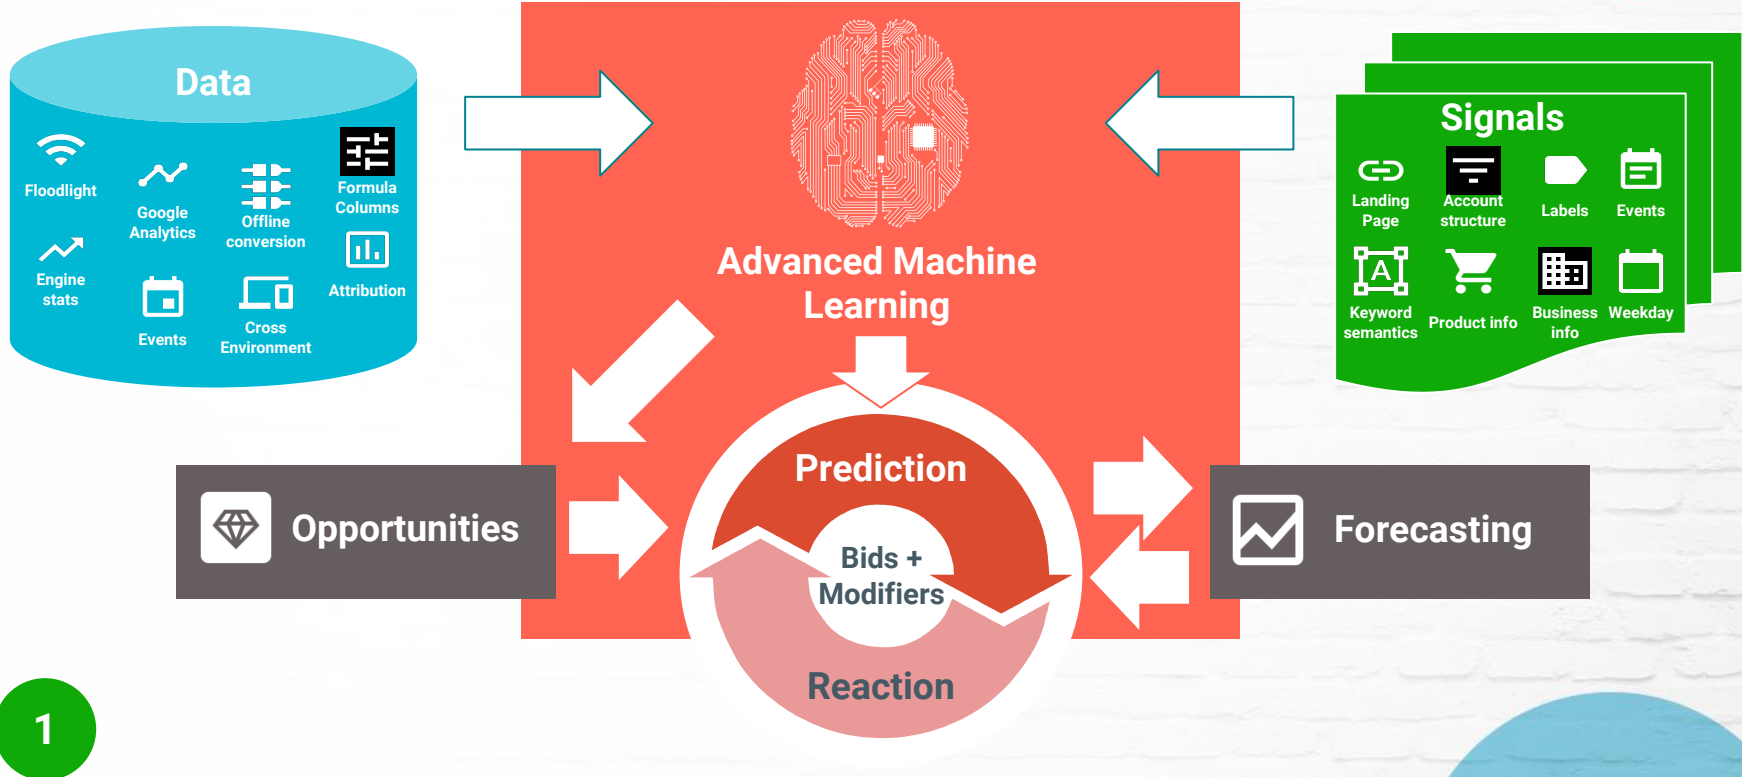 Data
Floodlight
Google
Analytics
Offline
conversion
Formula
Columns
Engine
stats
Events
Cross
Environment
Attribution
Advanced Machine
Learning
Signals
Landing
Page
Account
structure
Labels
Events
A
Keyword
semantics
Product info
Business
info
Weekday
Opportunities
Prediction
Bids +
Modifiers
Reaction
Forecasting
1